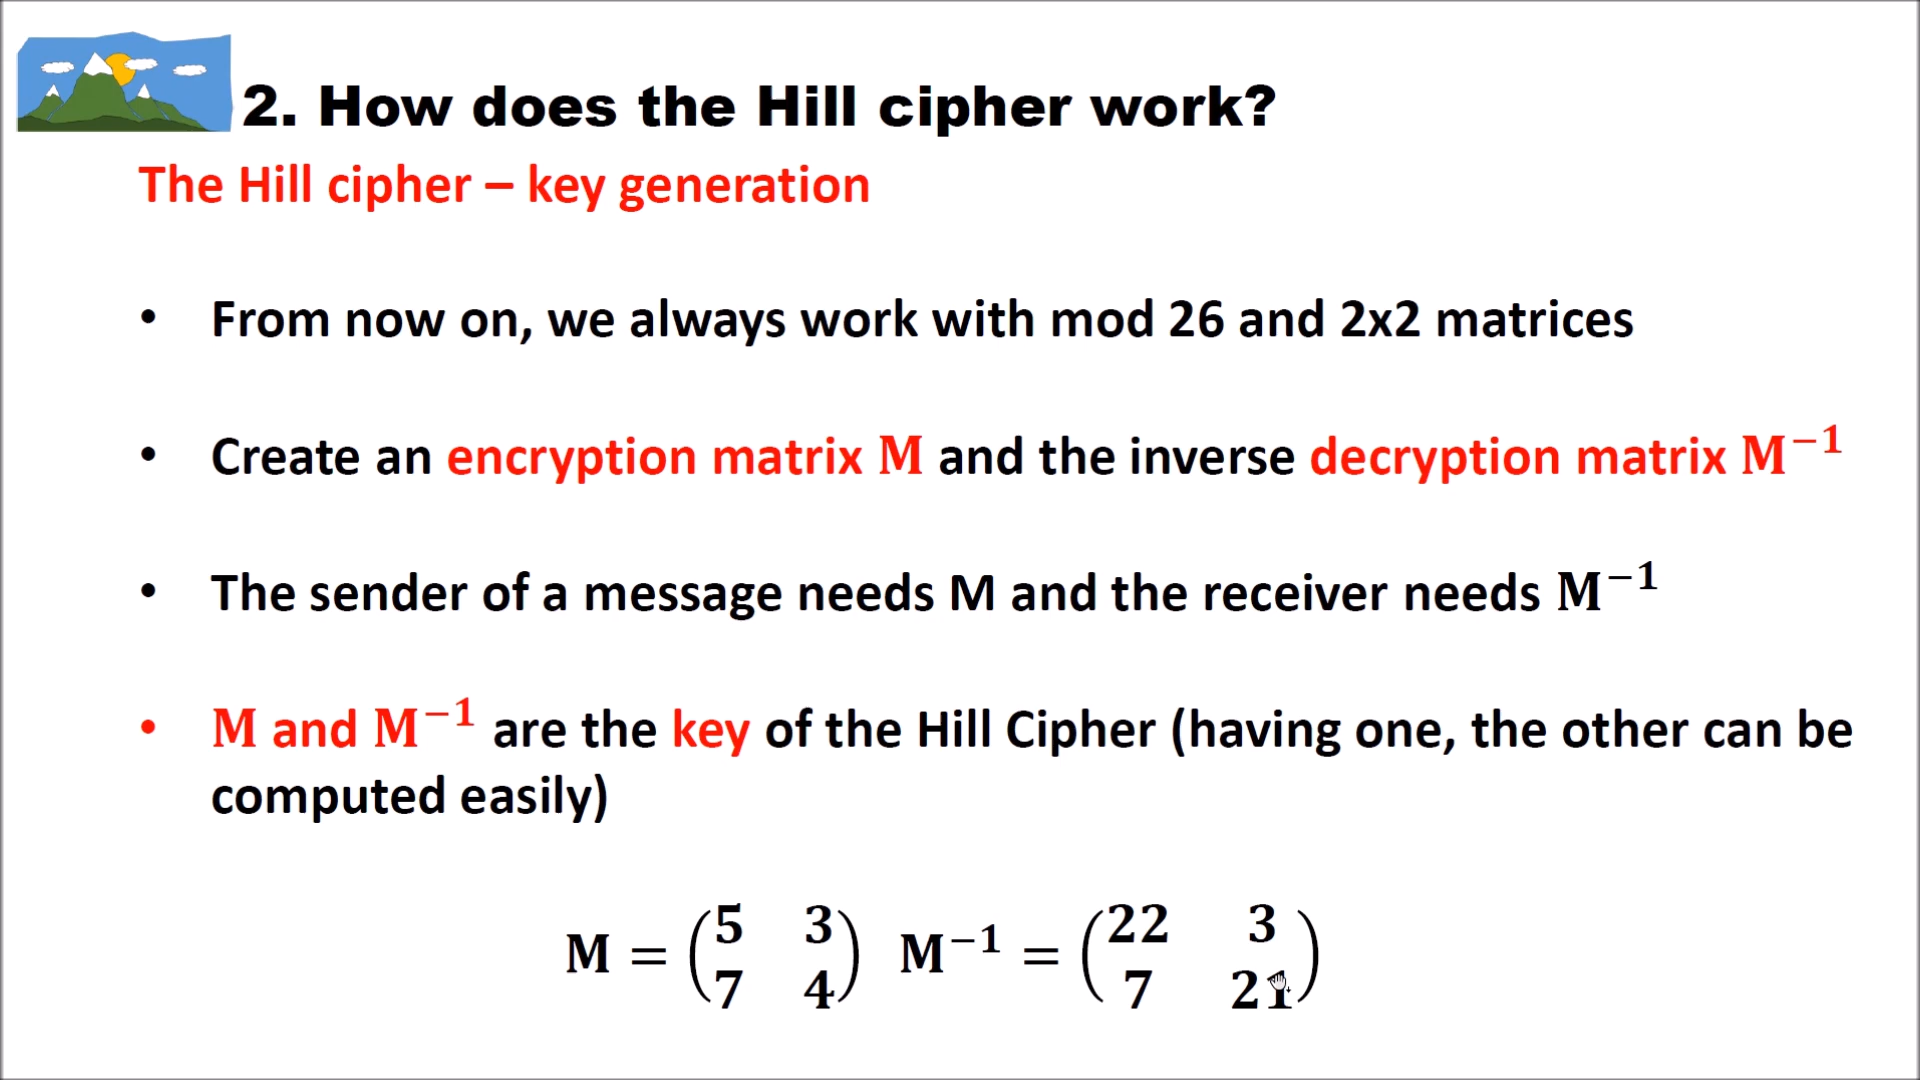 2. How does the Hill cipher work?
The Hill cipher – key generation
• From now on, we always work with mod 26 and 2x2 matrices
• Create an encryption matrix M and the inverse decryption matrix M⁻¹
• The sender of a message needs M and the receiver needs M⁻¹
• M and M⁻¹ are the key of the Hill Cipher (having one, the other can be
computed easily)
M = (5 3
7 4) M⁻¹ = (22 3
7 21)